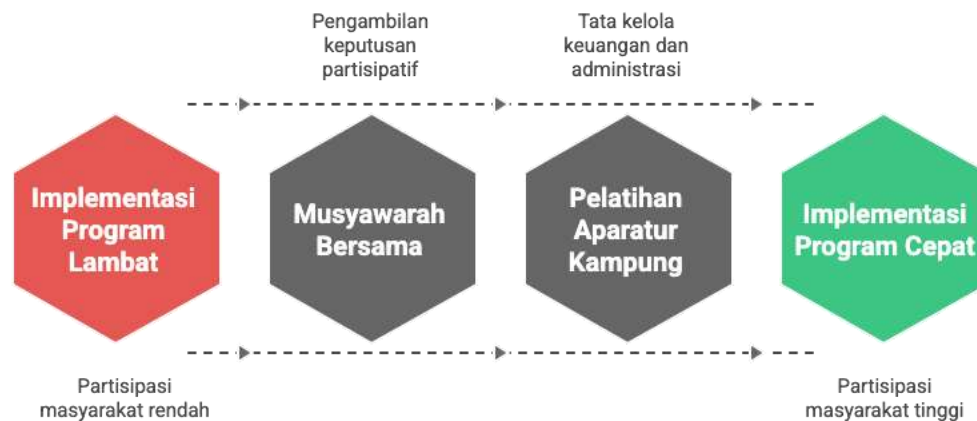 Pengambilan
keputusan
partisipatif
Tata kelola
keuangan dan
administrasi
Implementasi
Program
Lambat
Musyawarah
Bersama
Pelatihan
Aparatur
Kampung
Implementasi
Program Cepat
Partisipasi
masyarakat rendah
Partisipasi
masyarakat tinggi